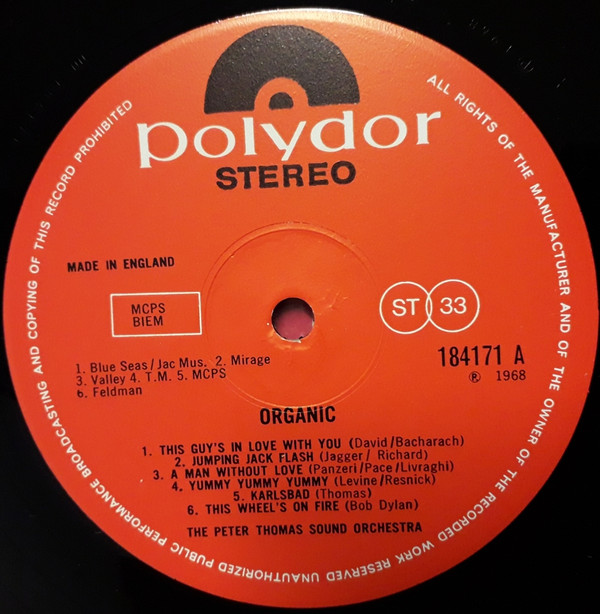 polydor
STEREO
ALL RIGHTS OF THE MANUFACTURER AND OF THE OWNER OF THE RECORDED WORK RESERVED UNAUTHORIZED PUBLIC PERFORMANCE BROADCASTING AND COPYING OF THIS RECORD PROHIBITED
MADE IN ENGLAND
MCPS
BIEM
ST 33
1. Blue Seas/Jac Mus. 2. Mirage
3. Valley 4. T.M. 5. MCPS
6. Feldman
184171 A
℗ 1968
ORGANIC
1. THIS GUY'S IN LOVE WITH YOU (David/Bacharach)
2. JUMPING JACK FLASH (Jagger/ Richard)
3. A MAN WITHOUT LOVE (Panzeri/Pace/Livraghi)
4. YUMMY YUMMY YUMMY (Levine/Resnick)
5. KARLSBAD (Thomas)
6. THIS WHEEL'S ON FIRE (Bob Dylan)
THE PETER THOMAS SOUND ORCHESTRA